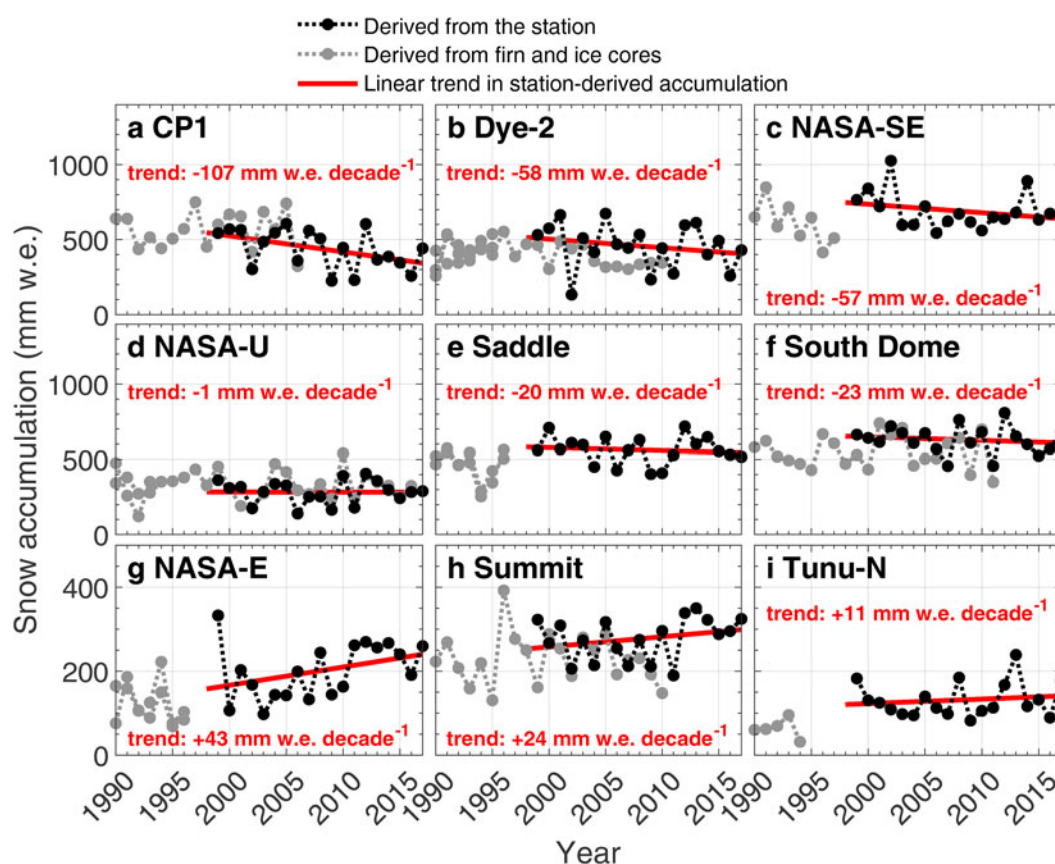 Derived from the station
Derived from firn and ice cores
Linear trend in station-derived accumulation
a CP1
trend: -107 mm w.e. decade⁻¹
b Dye-2
trend: -58 mm w.e. decade⁻¹
c NASA-SE
trend: -57 mm w.e. decade⁻¹
1000
500
0
d NASA-U
trend: -1 mm w.e. decade⁻¹
e Saddle
trend: -20 mm w.e. decade⁻¹
f South Dome
trend: -23 mm w.e. decade⁻¹
1000
500
0
g NASA-E
trend: +43 mm w.e. decade⁻¹
h Summit
trend: +24 mm w.e. decade⁻¹
i Tunu-N
trend: +11 mm w.e. decade⁻¹
400
200
0
Snow accumulation (mm w.e.)
1990 1995 2000 2005 2010 2015
1990 1995 2000 2005 2010 2015
1990 1995 2000 2005 2010 2015
Year